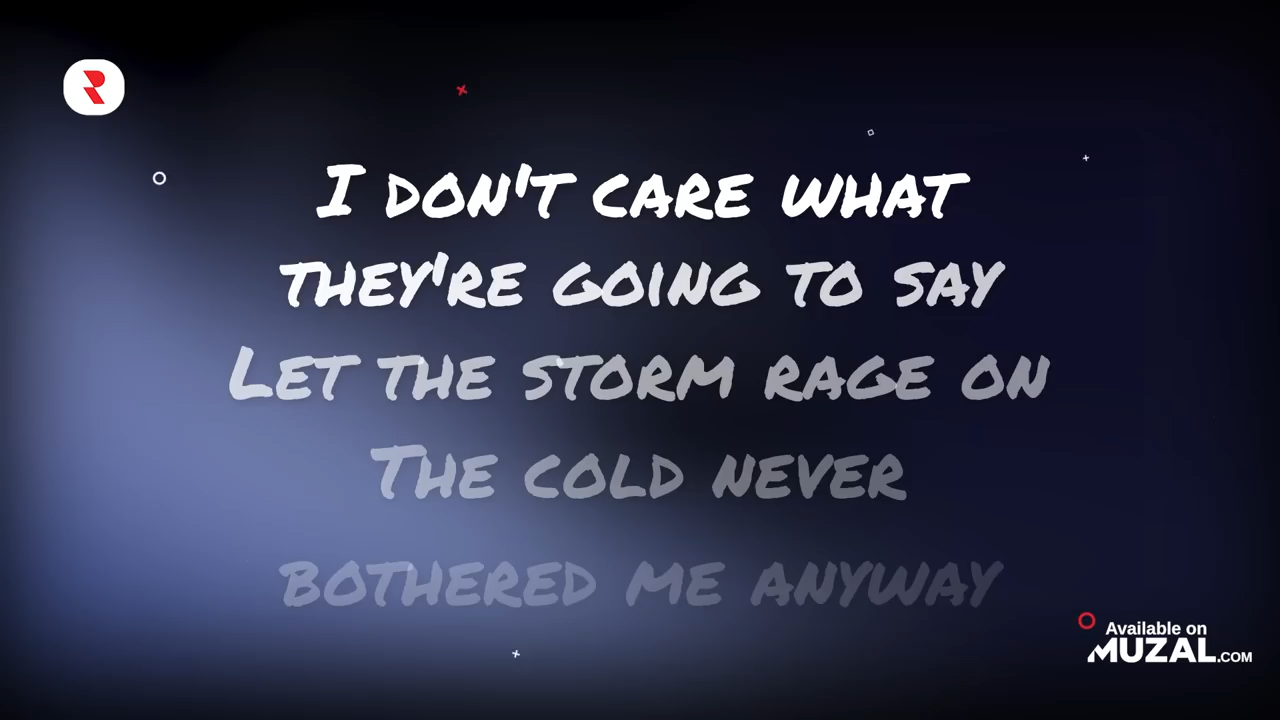 I DON'T CARE WHAT
THEY'RE GOING TO SAY
LET THE STORM RAGE ON
THE COLD NEVER
BOTHERED ME ANYWAY
Available on
MUZAL.COM